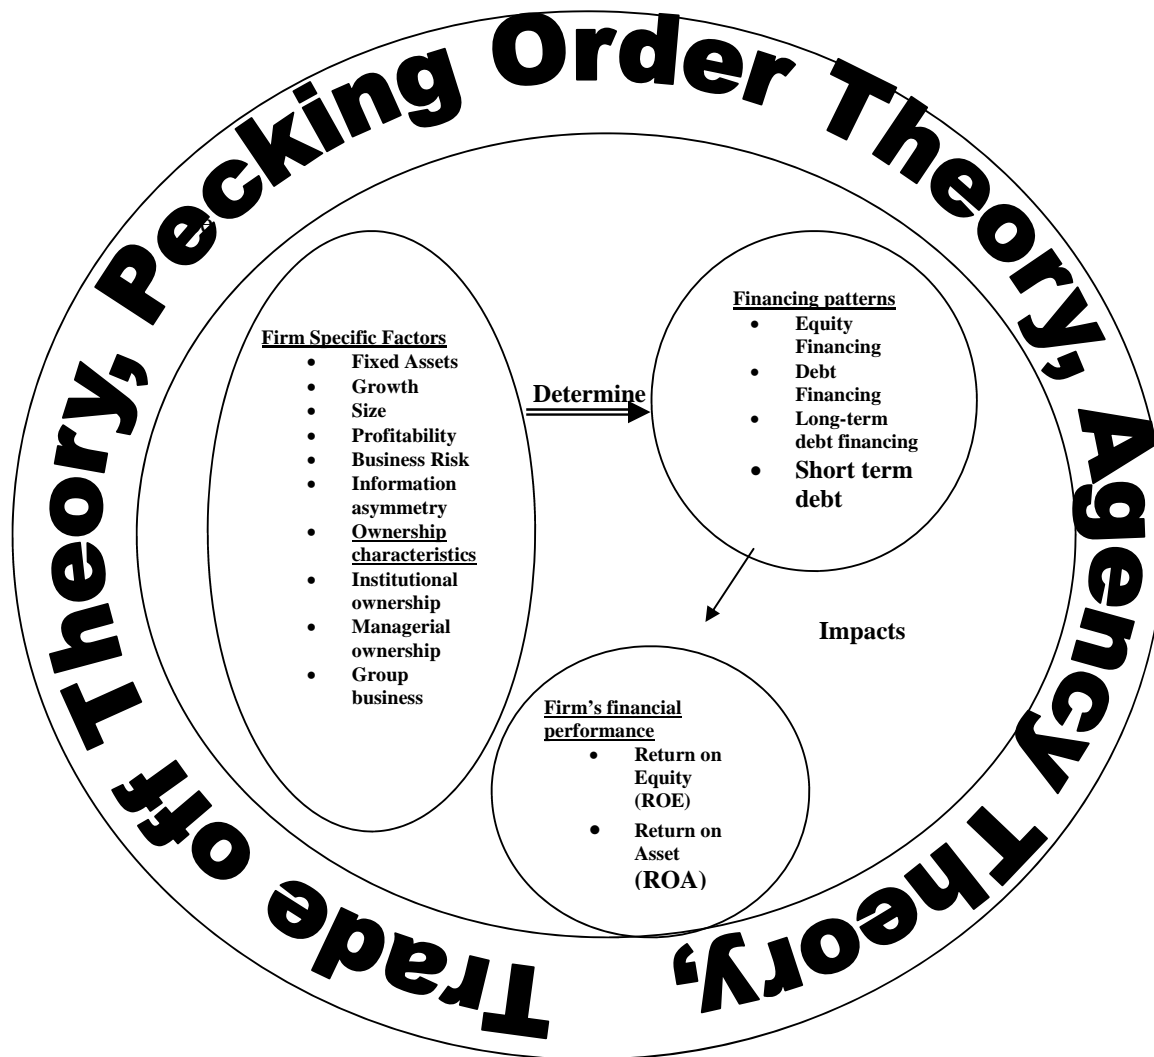 Trade off Theory, Pecking Order Theory, Agency Theory,
Firm Specific Factors
• Fixed Assets
• Growth
• Size
• Profitability
• Business Risk
• Information
asymmetry
• Ownership
characteristics
• Institutional
ownership
• Managerial
ownership
• Group
business
Determine
Financing patterns
• Equity
Financing
• Debt
Financing
• Long-term
debt financing
• Short term
debt
Impacts
Firm’s financial
performance
• Return on
Equity
(ROE)
• Return on
Asset
(ROA)